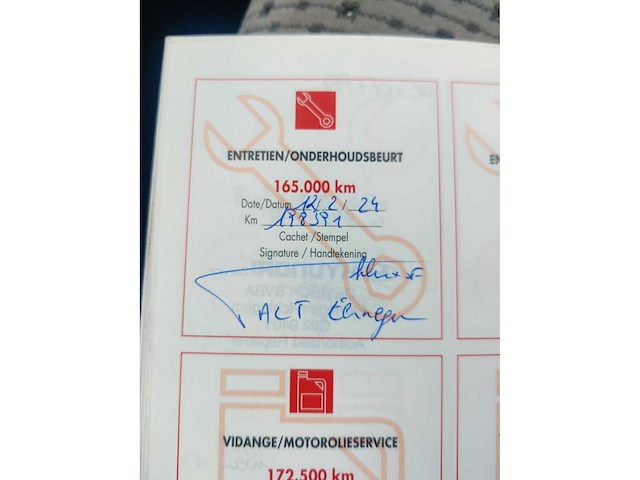 ENTRETIEN/ONDERHOUDSBEURT
165.000 km
Date/Datum 12/2/24
Km 198391
Cachet /Stempel
Signature / Handtekening
ALT
VIDANGE/MOTOROLIESERVICE
172.500 km